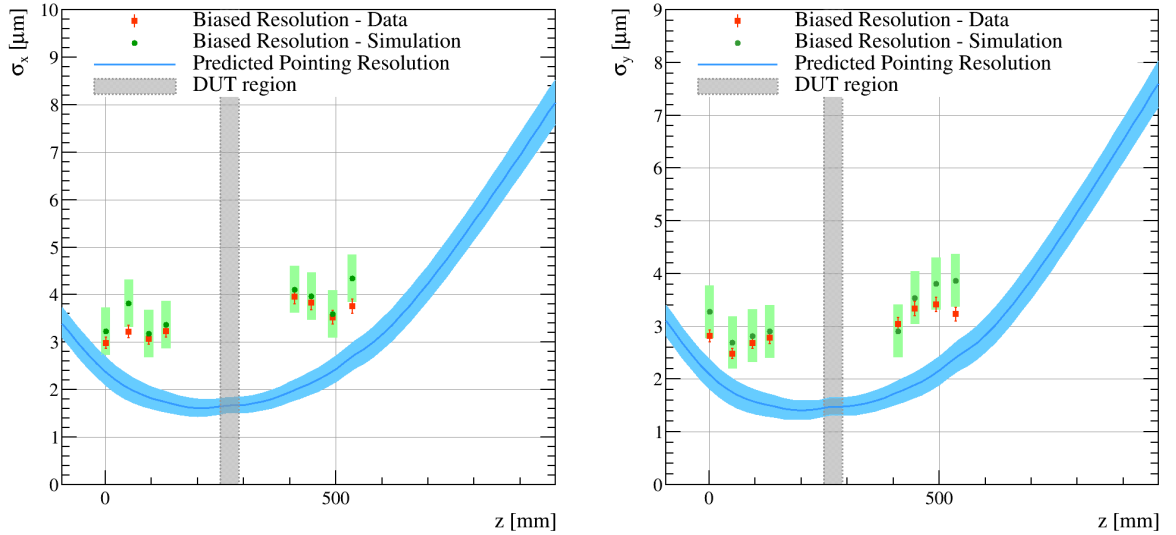 σx [μm]
10
9
8
7
6
5
4
3
2
1
0
Biased Resolution - Data
Biased Resolution - Simulation
Predicted Pointing Resolution
DUT region
0
500
z [mm]
σy [μm]
9
8
7
6
5
4
3
2
1
0
Biased Resolution - Data
Biased Resolution - Simulation
Predicted Pointing Resolution
DUT region
0
500
z [mm]